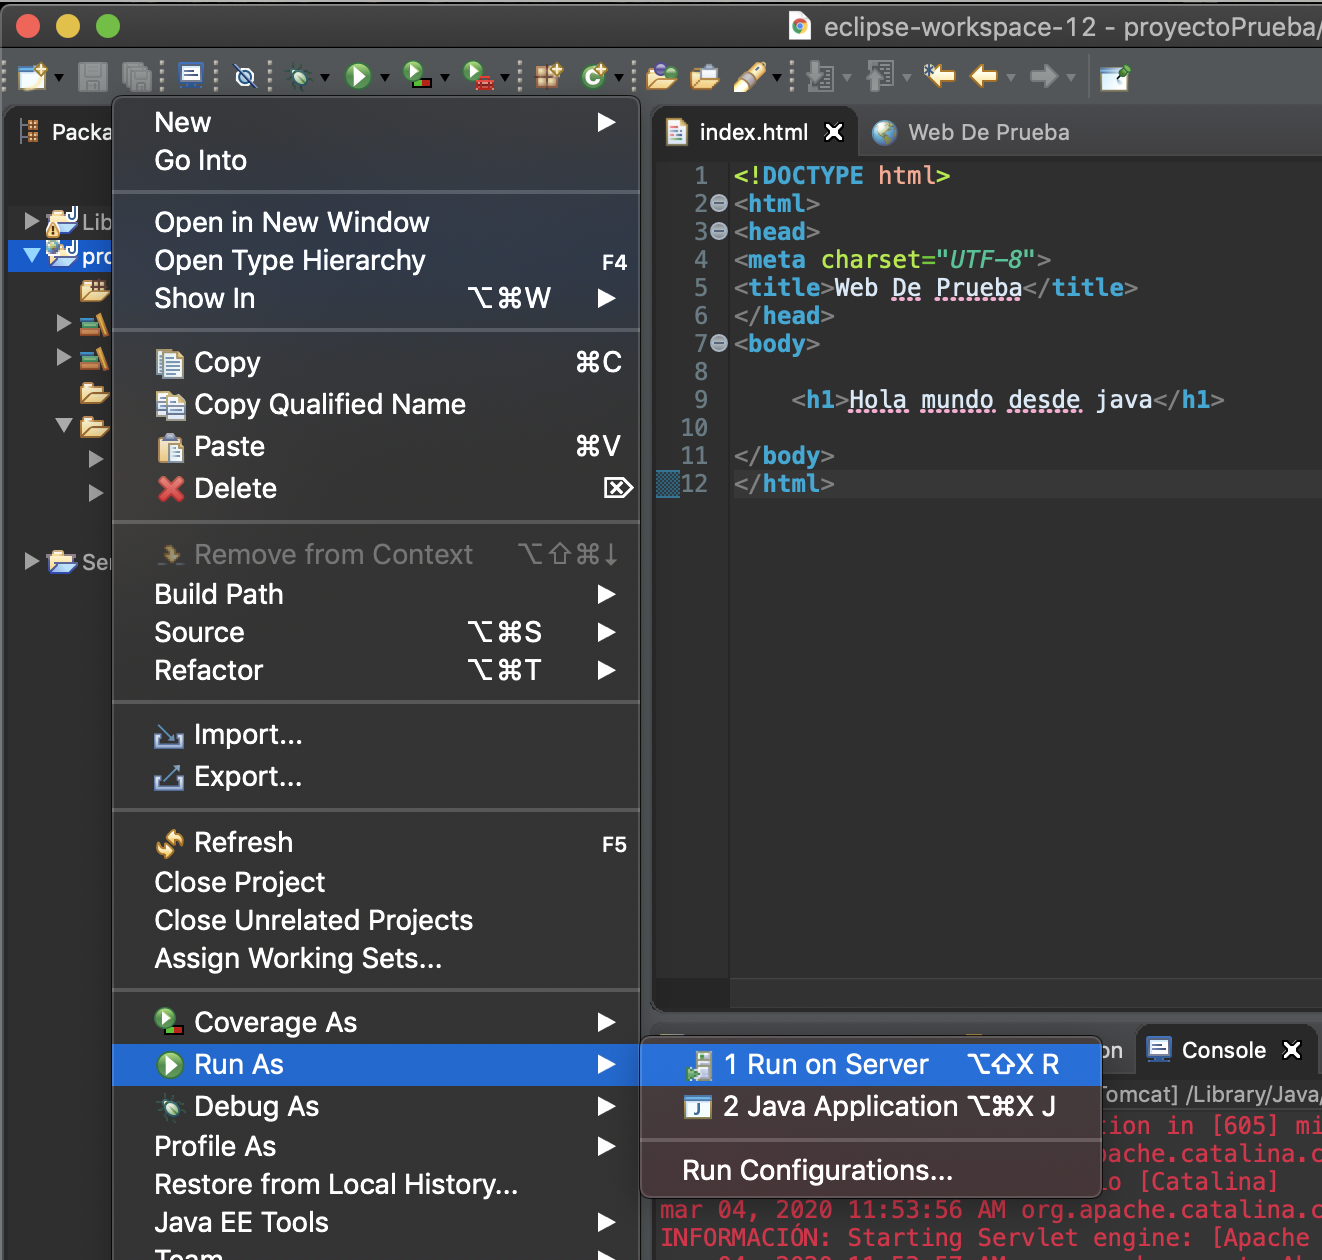 eclipse-workspace-12 - proyectoPrueba/
Packa
Lib
pro
Ser
New
Go Into
Open in New Window
Open Type Hierarchy F4
Show In ⌥⌘W
Copy ⌘C
Copy Qualified Name
Paste ⌘V
Delete ⌦
Remove from Context ⌥⇧⌘↓
Build Path
Source ⌥⌘S
Refactor ⌥⌘T
Import...
Export...
Refresh F5
Close Project
Close Unrelated Projects
Assign Working Sets...
Coverage As
Run As
Debug As
Profile As
Restore from Local History...
Java EE Tools
Team
1 Run on Server ⌥⇧X R
2 Java Application ⌥⌘X J
Run Configurations...
index.html Web De Prueba
1 <!DOCTYPE html>
2 <html>
3 <head>
4 <meta charset="UTF-8">
5 <title>Web De Prueba</title>
6 </head>
7 <body>
8
9 <h1>Hola mundo desde java</h1>
10
11 </body>
12 </html>
on Console
Tomcat] /Library/Java/
ion in [605] mi
pache.catalina.c
o [Catalina]
mar 04, 2020 11:53:56 AM org.apache.catalina.c
INFORMACIÓN: Starting Servlet engine: [Apache